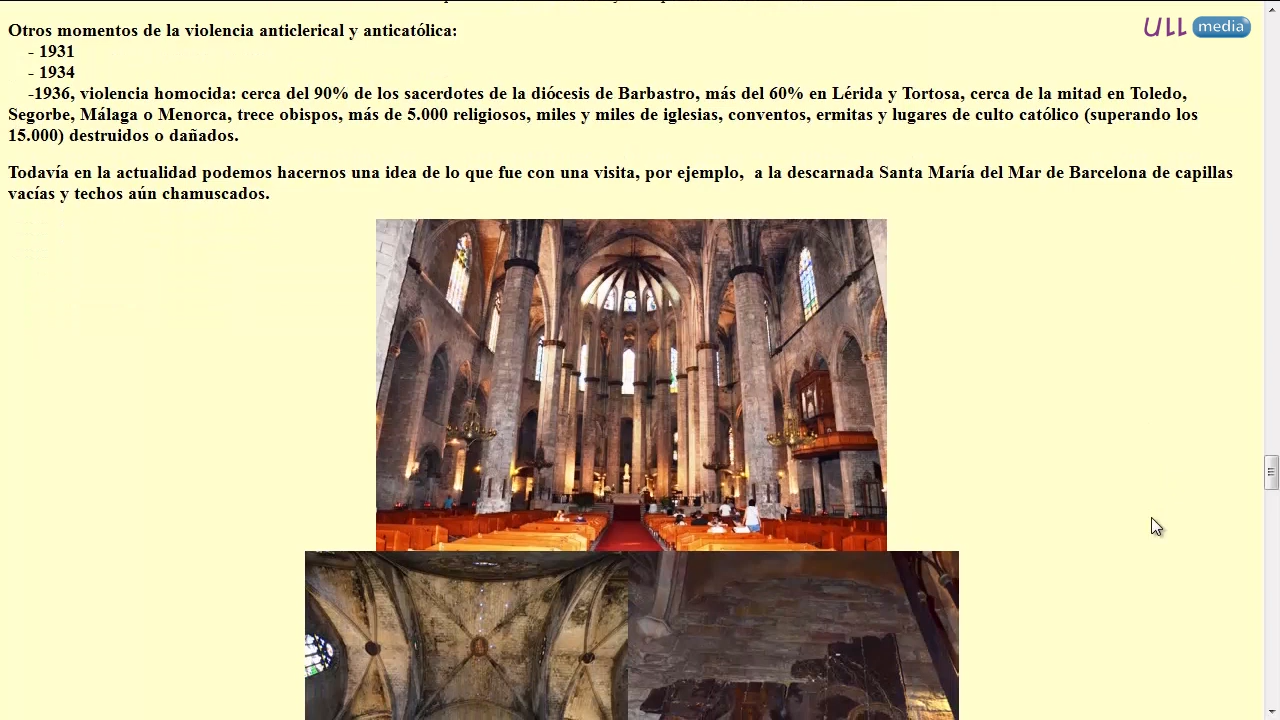 Otros momentos de la violencia anticlerical y anticatólica:
- 1931
- 1934
-1936, violencia homocida: cerca del 90% de los sacerdotes de la diócesis de Barbastro, más del 60% en Lérida y Tortosa, cerca de la mitad en Toledo,
Segorbe, Málaga o Menorca, trece obispos, más de 5.000 religiosos, miles y miles de iglesias, conventos, ermitas y lugares de culto católico (superando los
15.000) destruidos o dañados.
Todavía en la actualidad podemos hacernos una idea de lo que fue con una visita, por ejemplo, a la descarnada Santa María del Mar de Barcelona de capillas
vacías y techos aún chamuscados.
ULL media